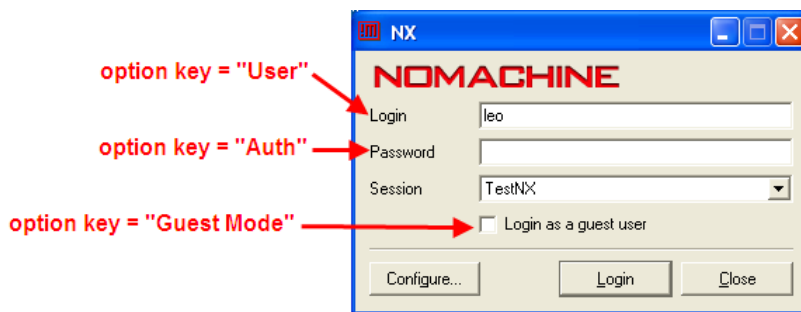 NX
NOMACHINE
option key = "User"
Login
leo
option key = "Auth"
Password
Session
TestNX
option key = "Guest Mode"
Login as a guest user
Configure...
Login
Close